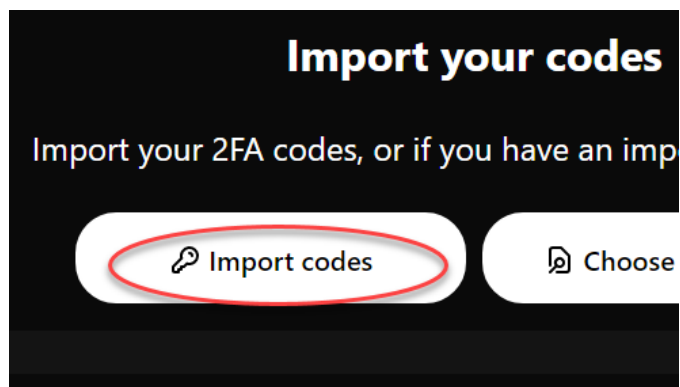 Import your codes
Import your 2FA codes, or if you have an imp
Import codes
Choose